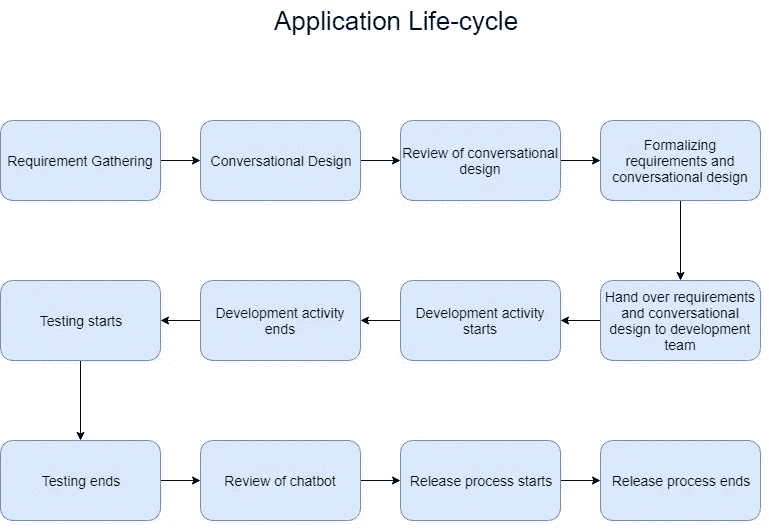 Application Life-cycle
Requirement Gathering
Conversational Design
Review of conversational
design
Formalizing
requirements and
conversational design
Testing starts
Development activity
ends
Development activity
starts
Hand over requirements
and conversational
design to development
team
Testing ends
Review of chatbot
Release process starts
Release process ends